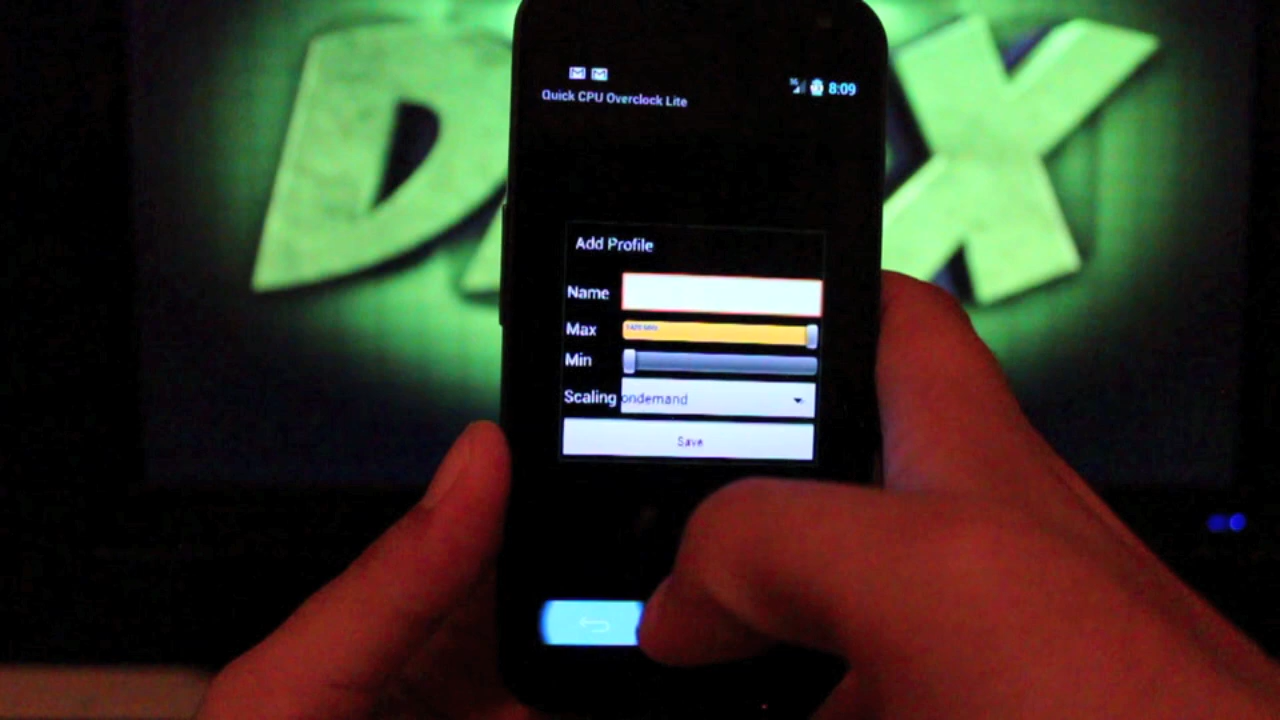 D
X
8:09
Quick CPU Overclock Lite
Add Profile
Name
Max
Min
Scaling ondemand
Save